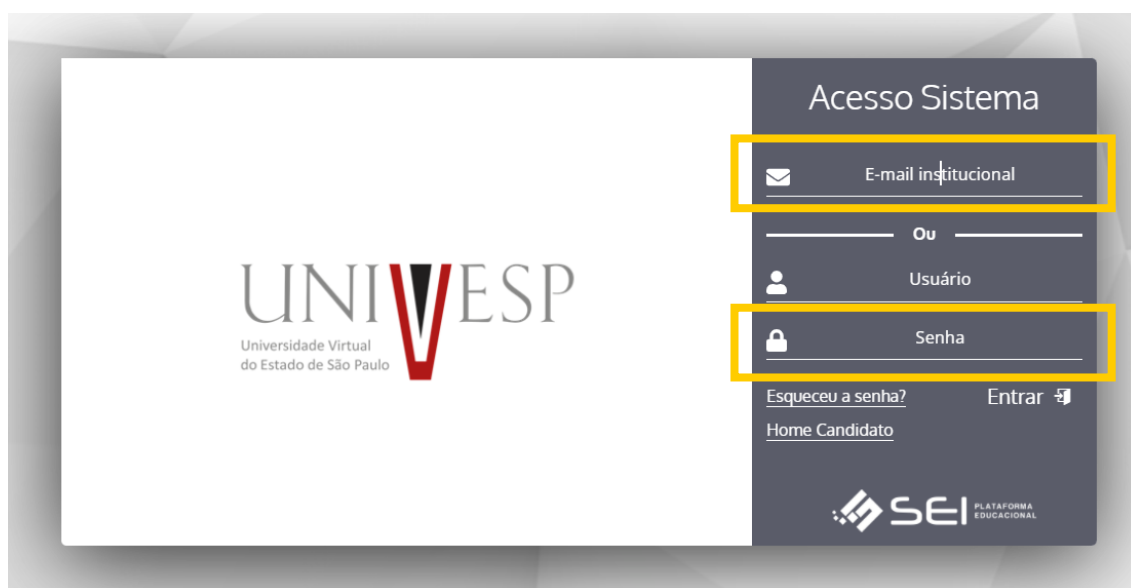 Acesso Sistema
E-mail institucional
Ou
Usuário
Senha
Esqueceu a senha? Entrar
Home Candidato
SEI PLATAFORMA EDUCACIONAL
UNIVESP
Universidade Virtual
do Estado de São Paulo